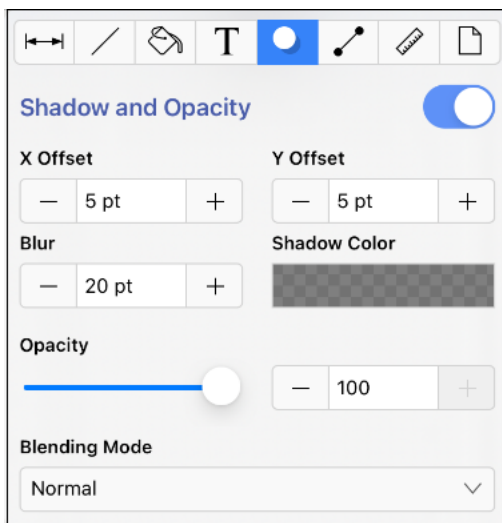 T
Shadow and Opacity
X Offset Y Offset
5 pt 5 pt
Blur Shadow Color
20 pt
Opacity
100
Blending Mode
Normal